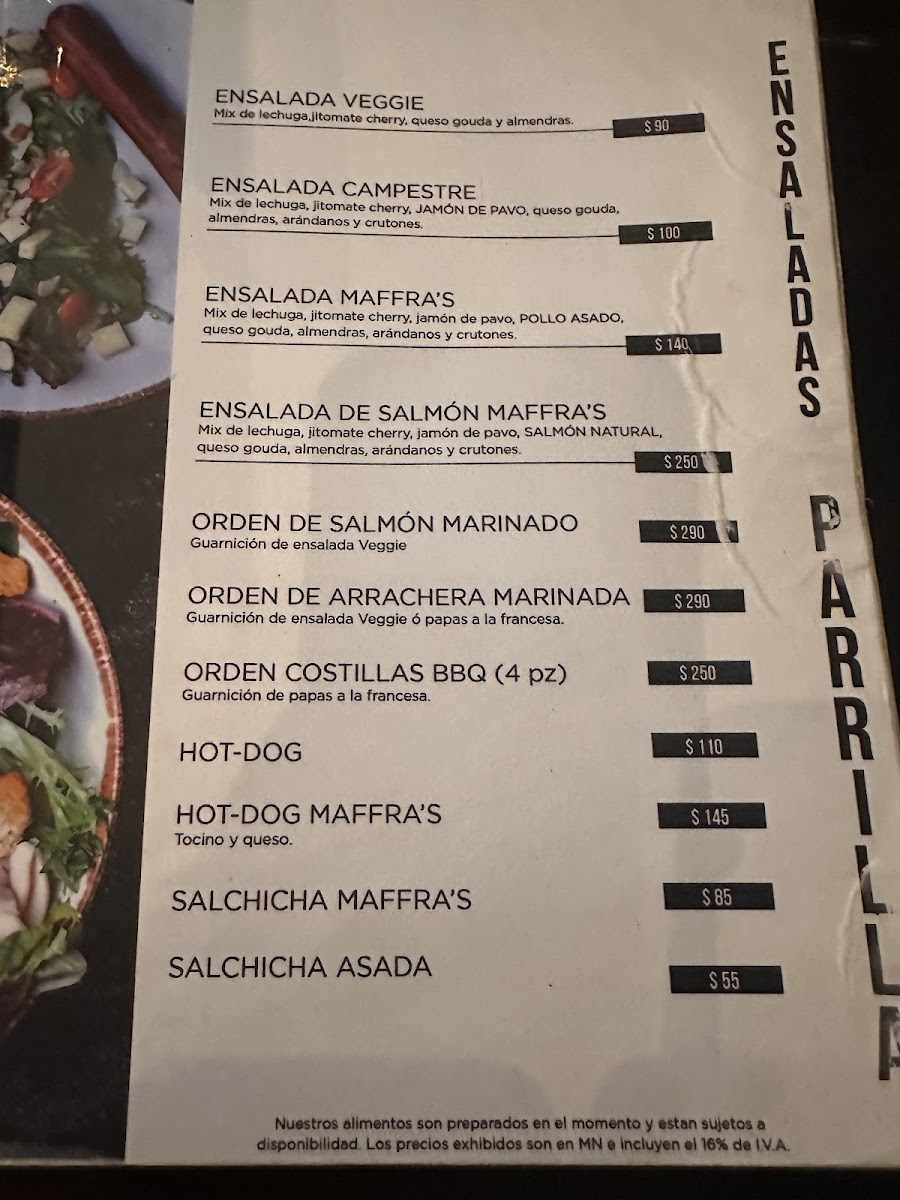 ENSALADAS
ENSALADA VEGGIE
Mix de lechuga,jitomate cherry, queso gouda y almendras.
$ 90
ENSALADA CAMPESTRE
Mix de lechuga, jitomate cherry, JAMÓN DE PAVO, queso gouda,
almendras, arándanos y crutones.
$ 100
ENSALADA MAFFRA'S
Mix de lechuga, jitomate cherry, jamón de pavo, POLLO ASADO,
queso gouda, almendras, arándanos y crutones.
$ 140
ENSALADA DE SALMÓN MAFFRA'S
Mix de lechuga, jitomate cherry, jamón de pavo, SALMÓN NATURAL,
queso gouda, almendras, arándanos y crutones.
$ 250
PARRILLA
ORDEN DE SALMÓN MARINADO
$ 290
Guarnición de ensalada Veggie
ORDEN DE ARRACHERA MARINADA
$ 290
Guarnición de ensalada Veggie ó papas a la francesa.
ORDEN COSTILLAS BBQ (4 pz)
$ 250
Guarnición de papas a la francesa.
HOT-DOG
$ 110
HOT-DOG MAFFRA'S
$ 145
Tocino y queso.
SALCHICHA MAFFRA'S
$ 85
SALCHICHA ASADA
$ 55
Nuestros alimentos son preparados en el momento y estan sujetos a
disponibilidad. Los precios exhibidos son en MN e incluyen el 16% de I.V.A.